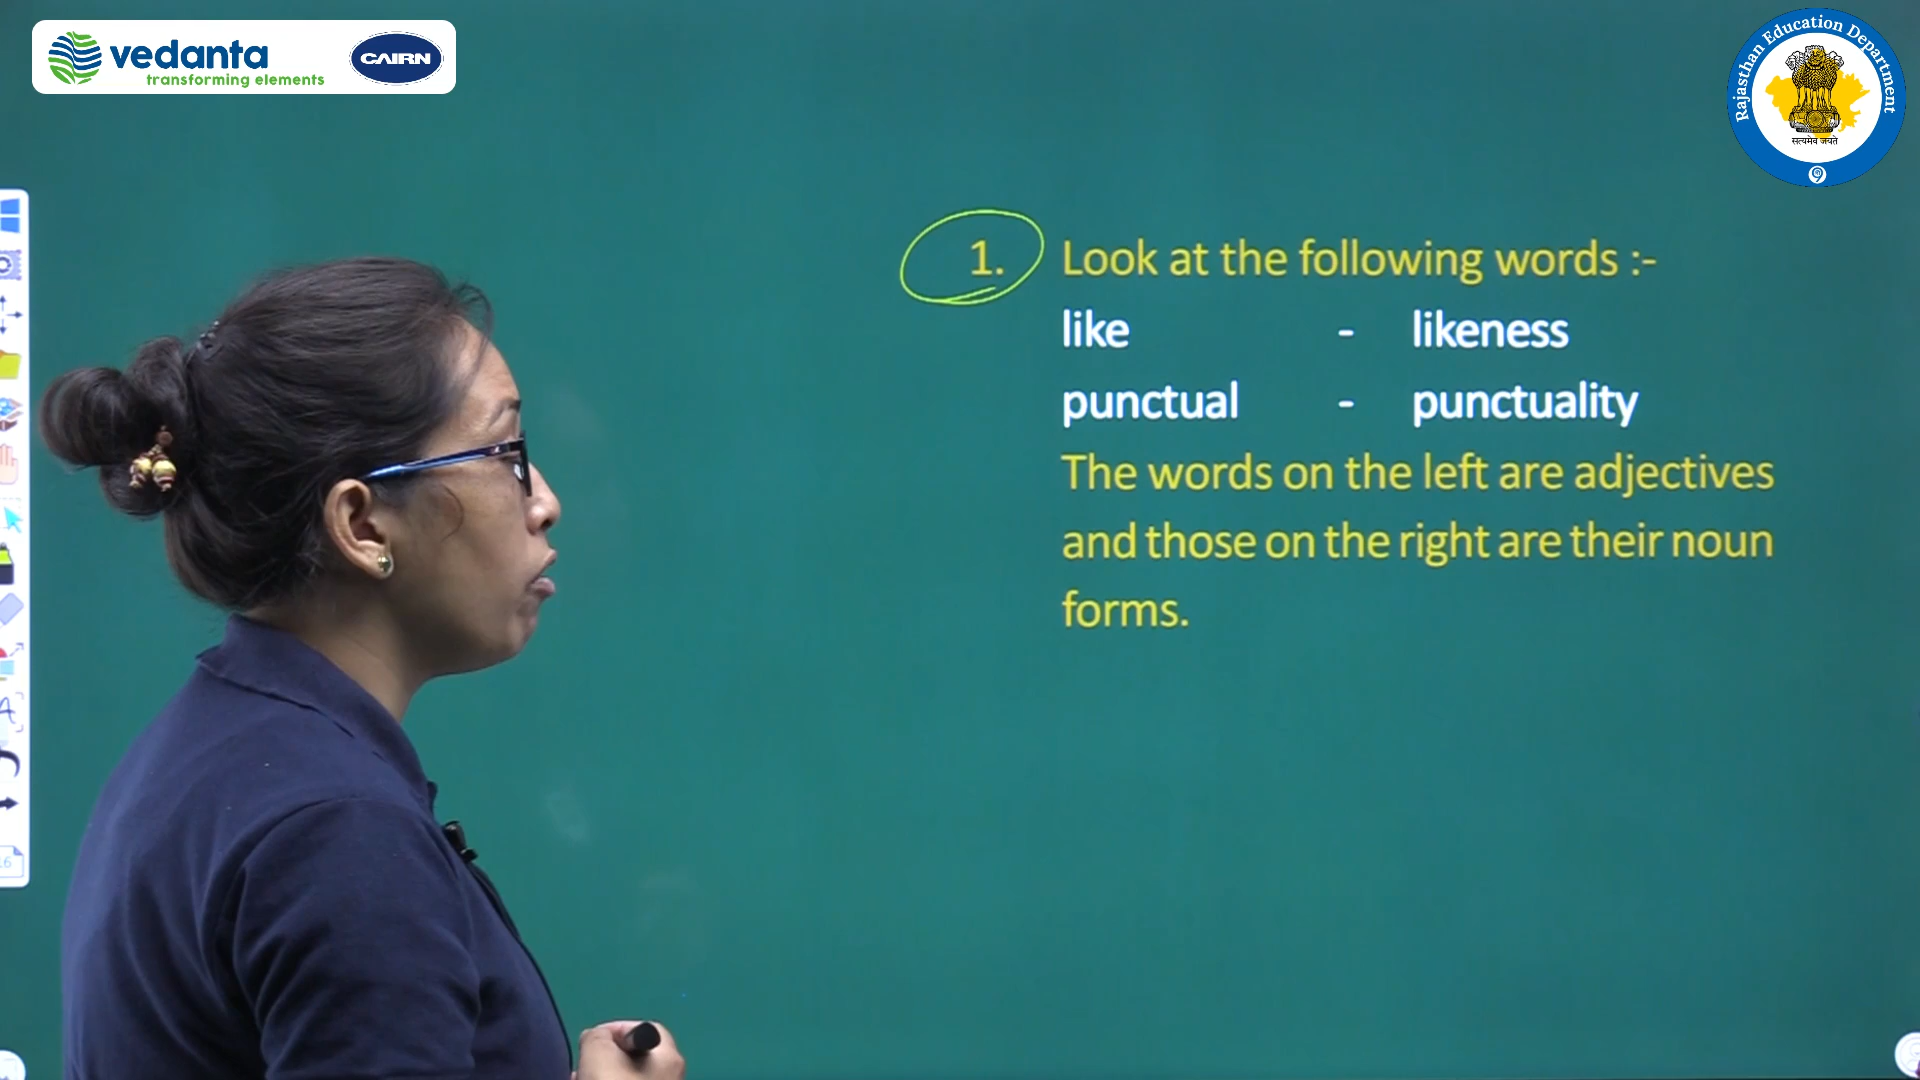 vedanta
transforming elements
CAIRN
Rajasthan Education Department
सत्यमेव जयते
1. Look at the following words :-
like - likeness
punctual - punctuality
The words on the left are adjectives
and those on the right are their noun
forms.